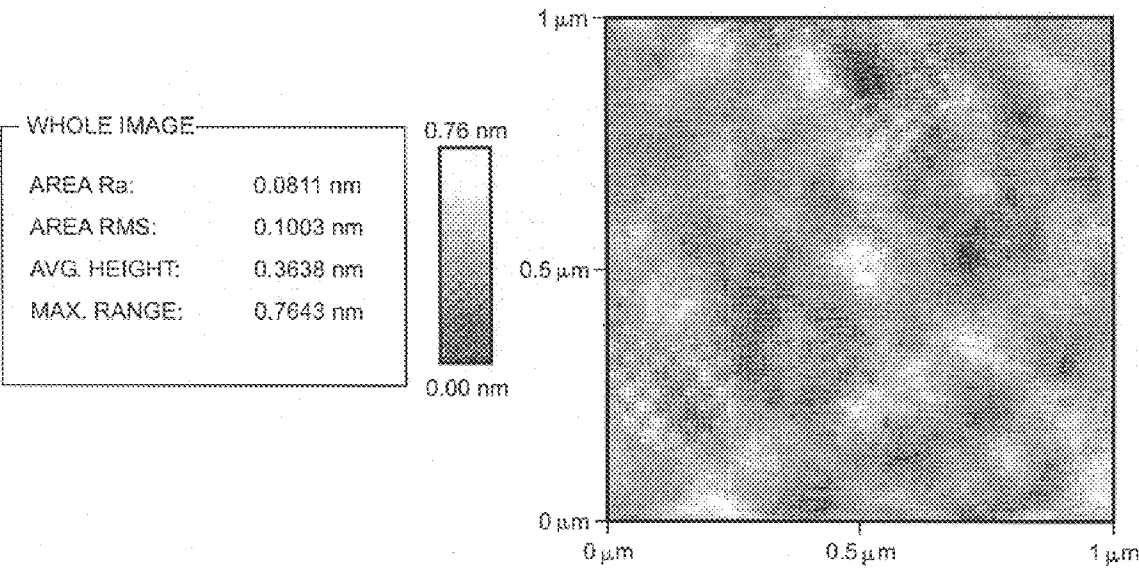 WHOLE IMAGE
AREA Ra: 0.0811 nm
AREA RMS: 0.1003 nm
AVG. HEIGHT: 0.3638 nm
MAX. RANGE: 0.7643 nm
0.76 nm
0.00 nm
1 μm
0.5 μm
0 μm
0 μm 0.5 μm 1 μm